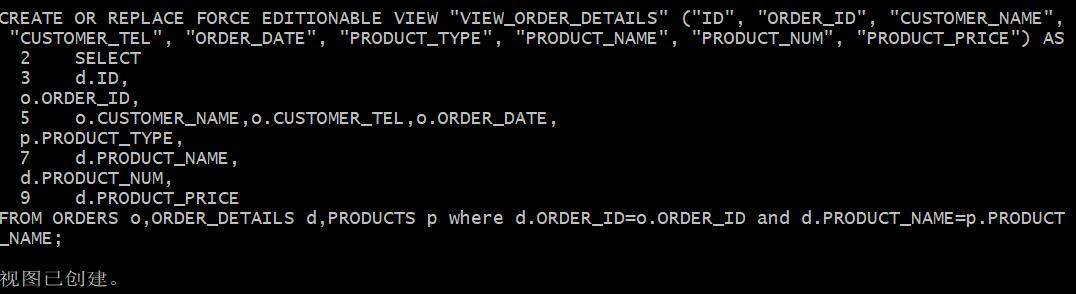 CREATE OR REPLACE FORCE EDITIONABLE VIEW "VIEW_ORDER_DETAILS" ("ID", "ORDER_ID", "CUSTOMER_NAME",
"CUSTOMER_TEL", "ORDER_DATE", "PRODUCT_TYPE", "PRODUCT_NAME", "PRODUCT_NUM", "PRODUCT_PRICE") AS
2 SELECT
3 d.ID,
o.ORDER_ID,
5 o.CUSTOMER_NAME,o.CUSTOMER_TEL,o.ORDER_DATE,
p.PRODUCT_TYPE,
7 d.PRODUCT_NAME,
d.PRODUCT_NUM,
9 d.PRODUCT_PRICE
FROM ORDERS o,ORDER_DETAILS d,PRODUCTS p where d.ORDER_ID=o.ORDER_ID and d.PRODUCT_NAME=p.PRODUCT
_NAME;
视图已创建。